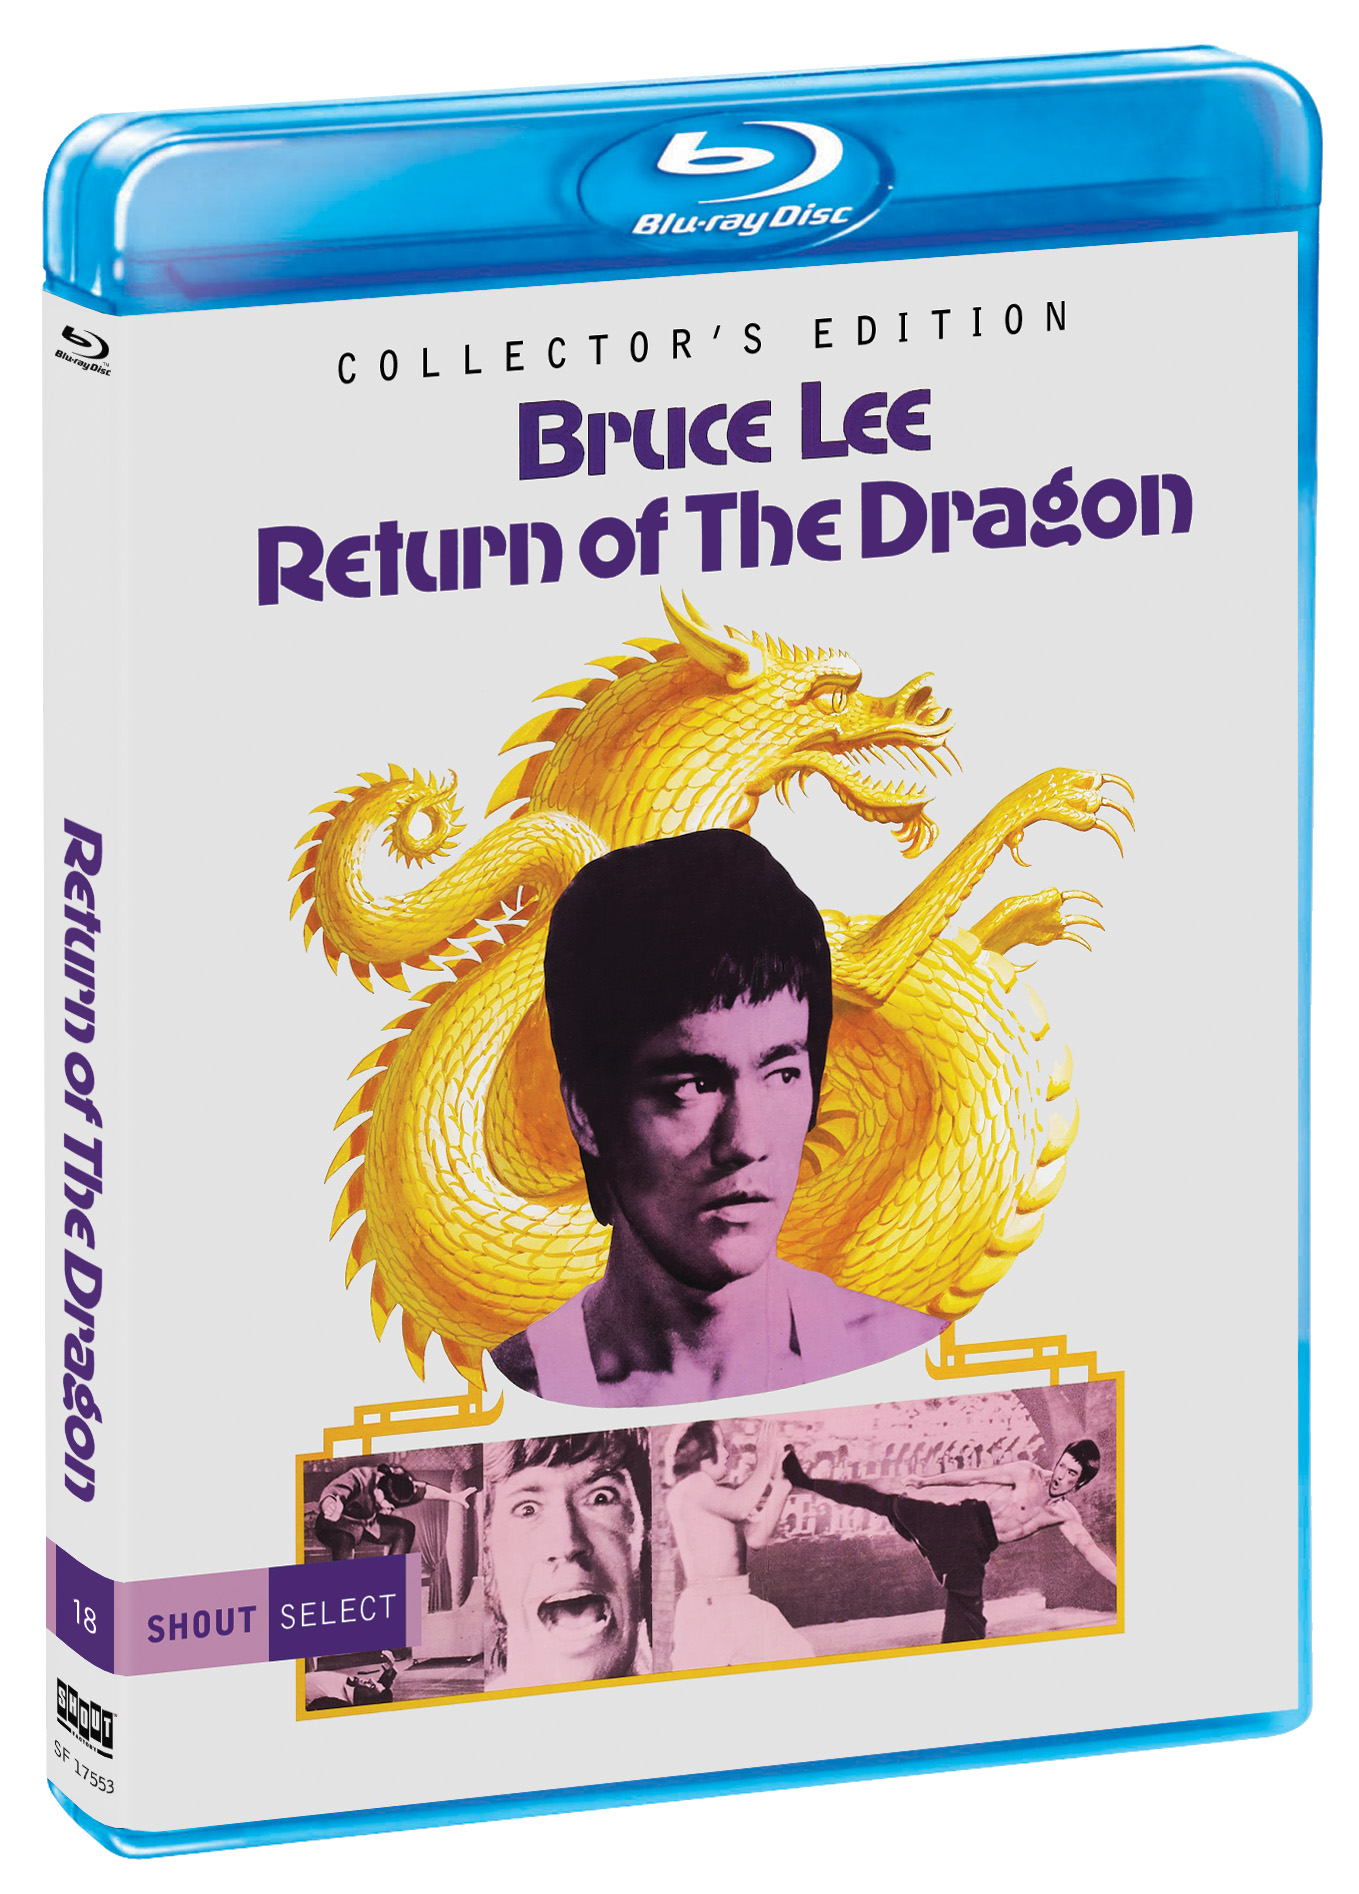 Blu-ray Disc
COLLECTOR'S EDITION
Bruce Lee
Return of The Dragon
SHOUT SELECT
Blu-ray Disc™
Return of The Dragon
18
SHOUT
FACTORY
SF 17553